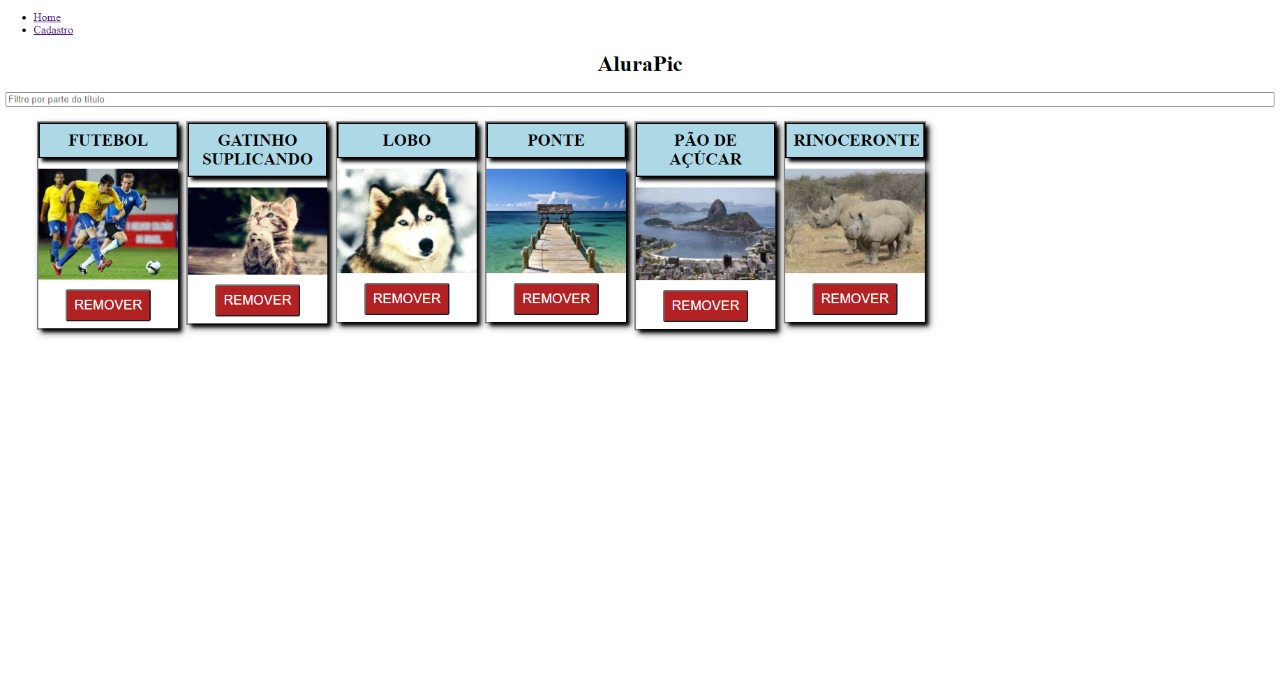 Home
Cadastro
AluraPic
Filtre por parte do título
FUTEBOL
GATINHO
SUPLICANDO
LOBO
PONTE
PÃO DE
AÇÚCAR
RINOCERONTE
REMOVER
REMOVER
REMOVER
REMOVER
REMOVER
REMOVER